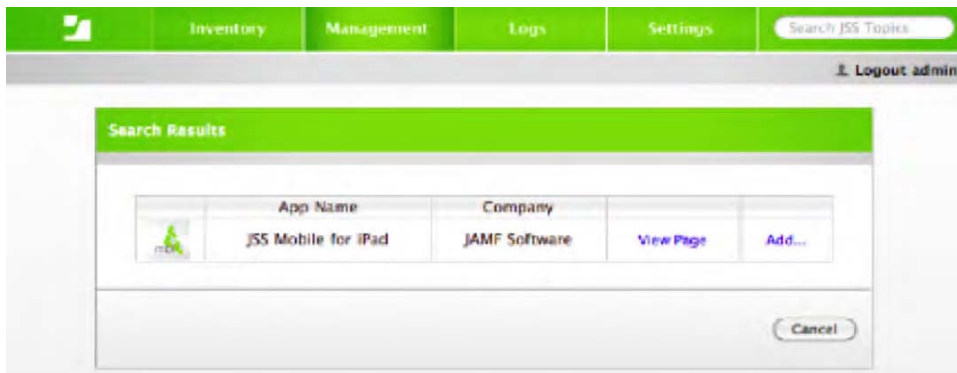 Inventory Management Logs Settings Search JSS Topics
Logout admin
Search Results
App Name Company
JSS Mobile for iPad JAMF Software View Page Add...
Cancel